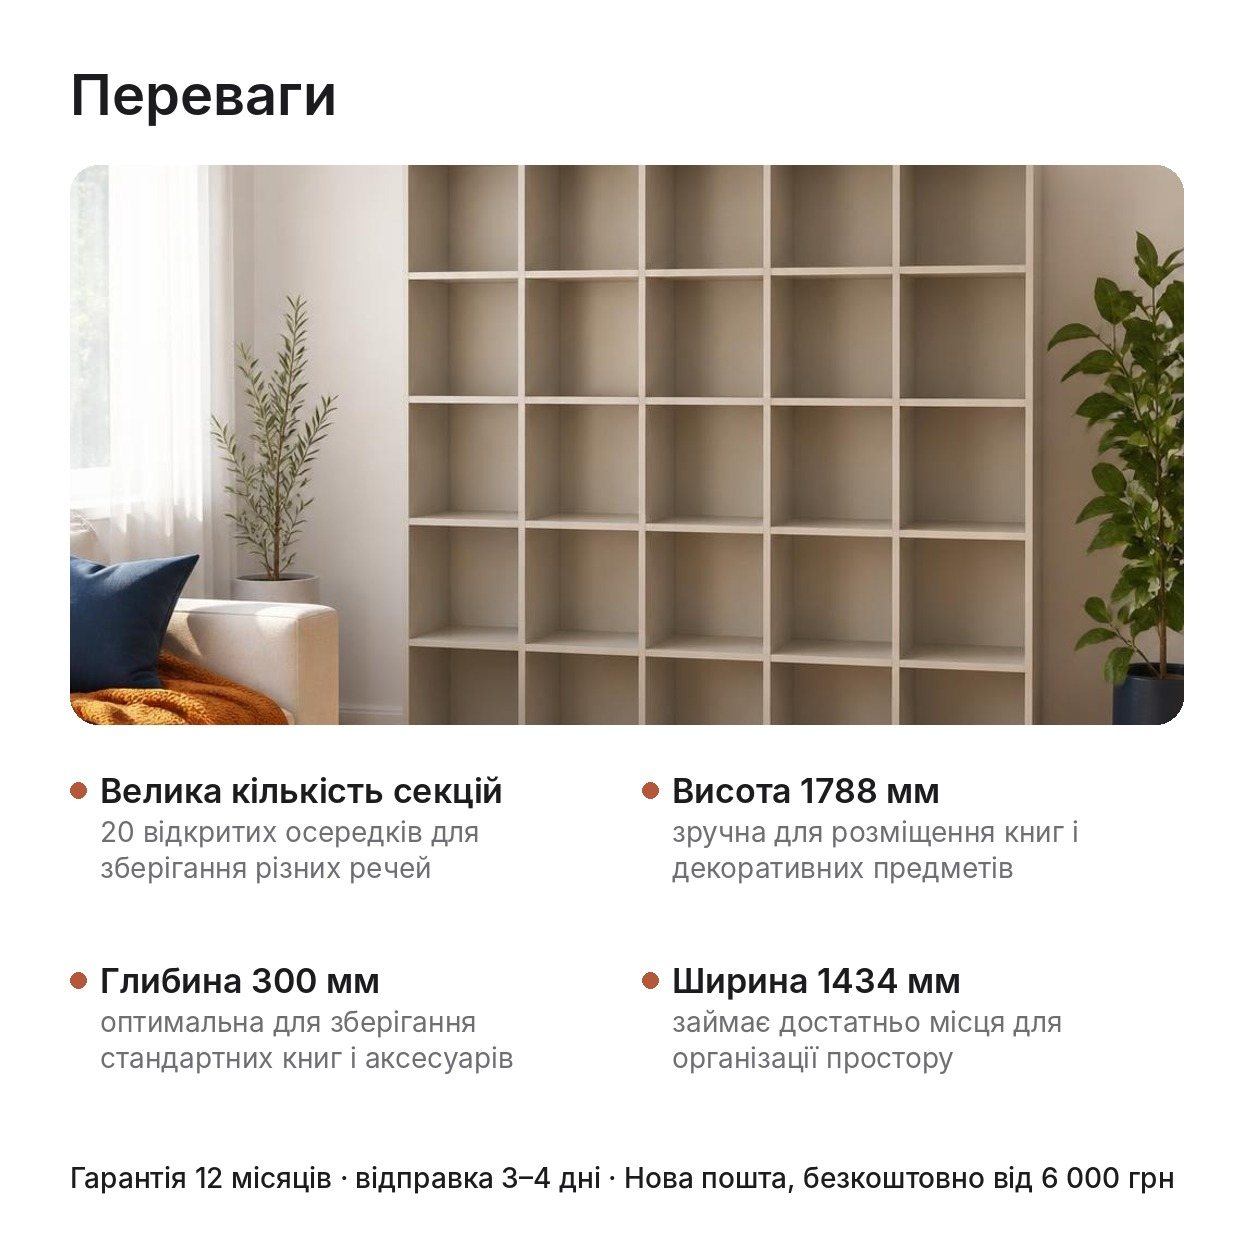 Переваги
Велика кількість секцій
20 відкритих осередків для
зберігання різних речей
Висота 1788 мм
зручна для розміщення книг і
декоративних предметів
Глибина 300 мм
оптимальна для зберігання
стандартних книг і аксесуарів
Ширина 1434 мм
займає достатньо місця для
організації простору
Гарантія 12 місяців · відправка 3–4 дні · Нова пошта, безкоштовно від 6 000 грн